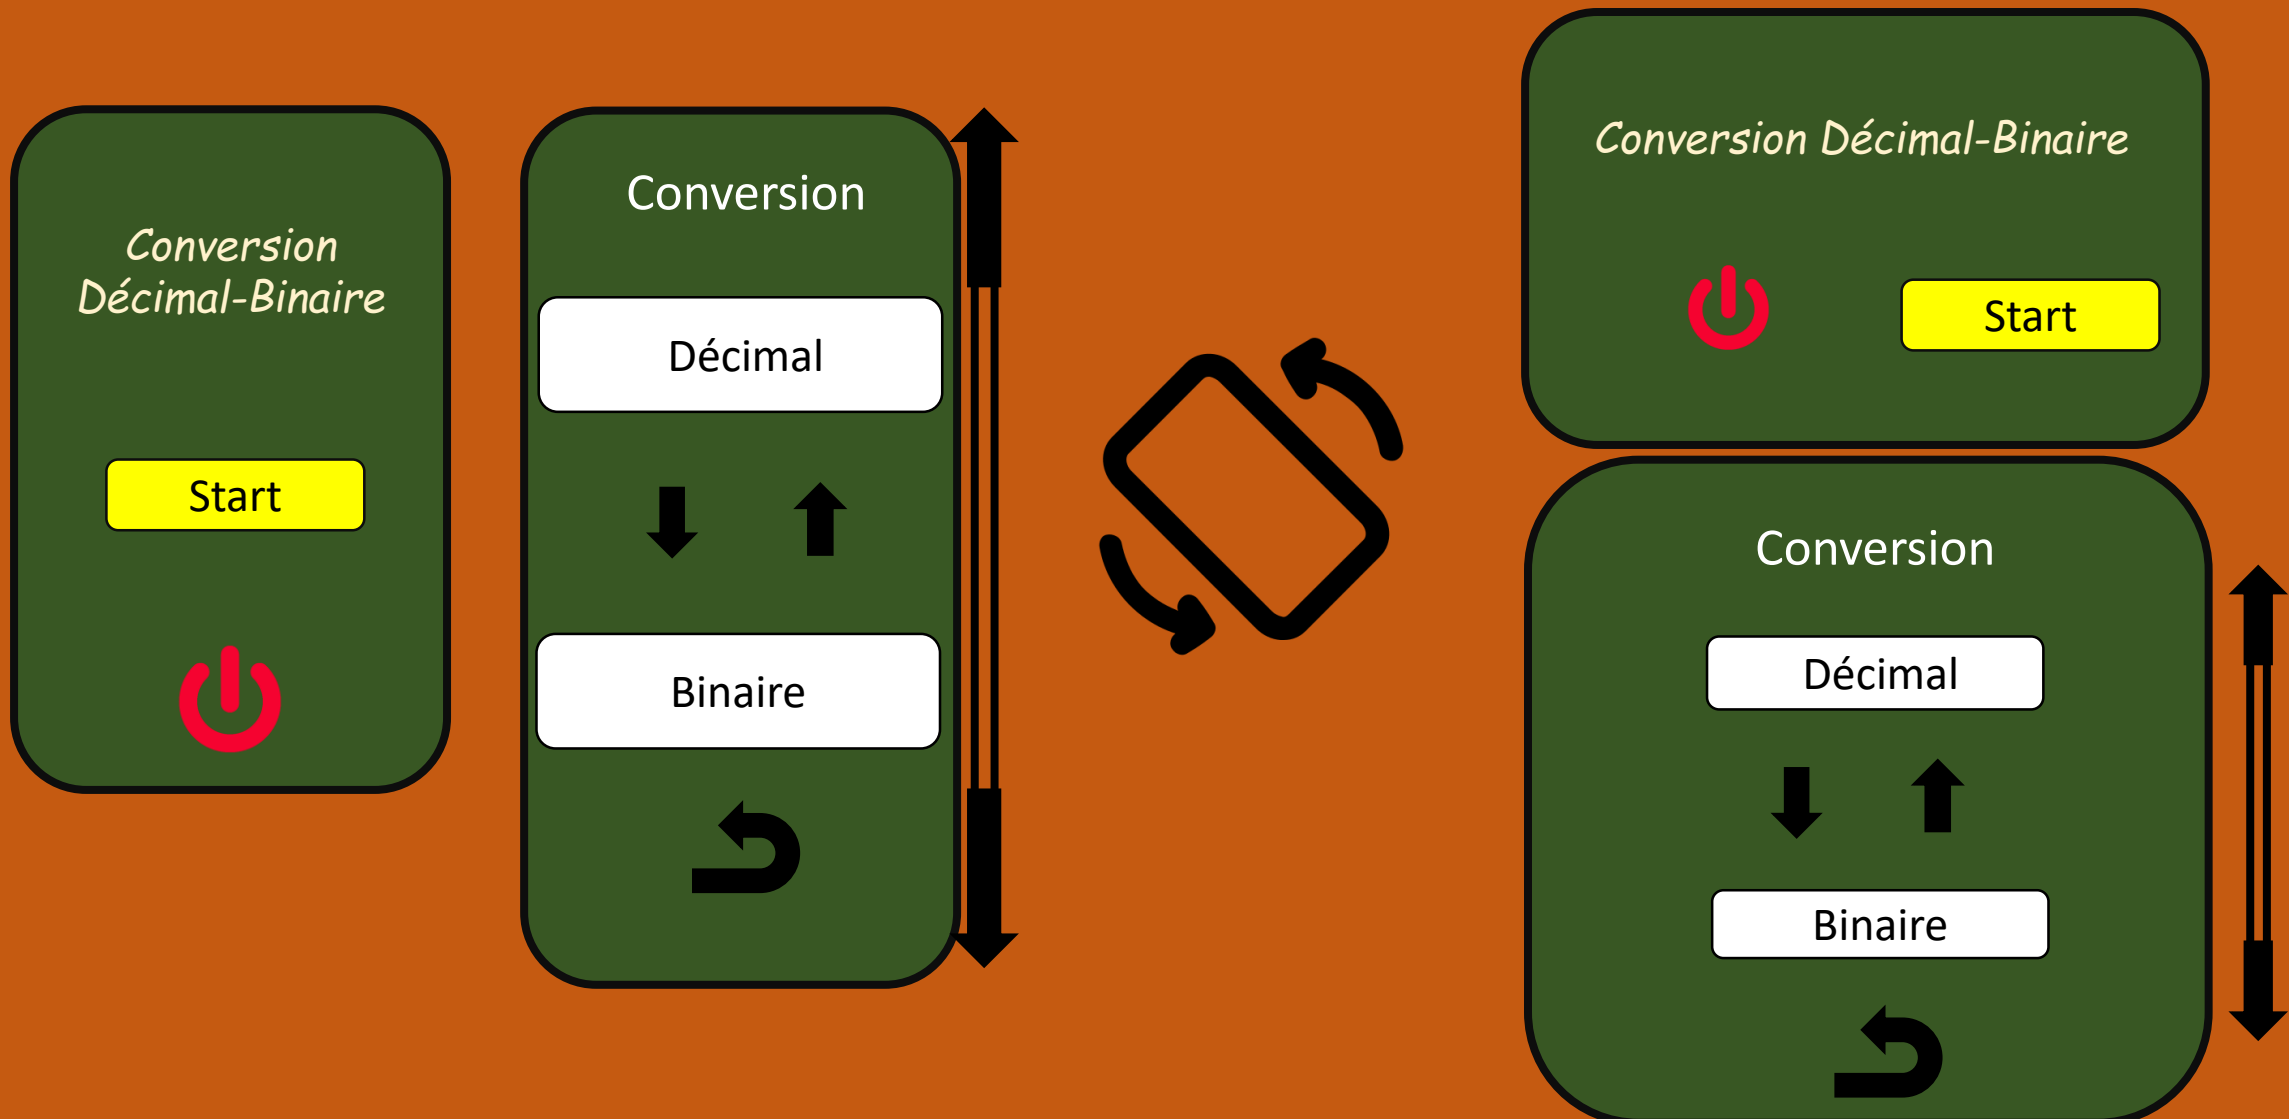 Conversion
Décimal-Binaire
Start
Conversion
Décimal
Binaire
Conversion Décimal-Binaire
Start
Conversion
Décimal
Binaire